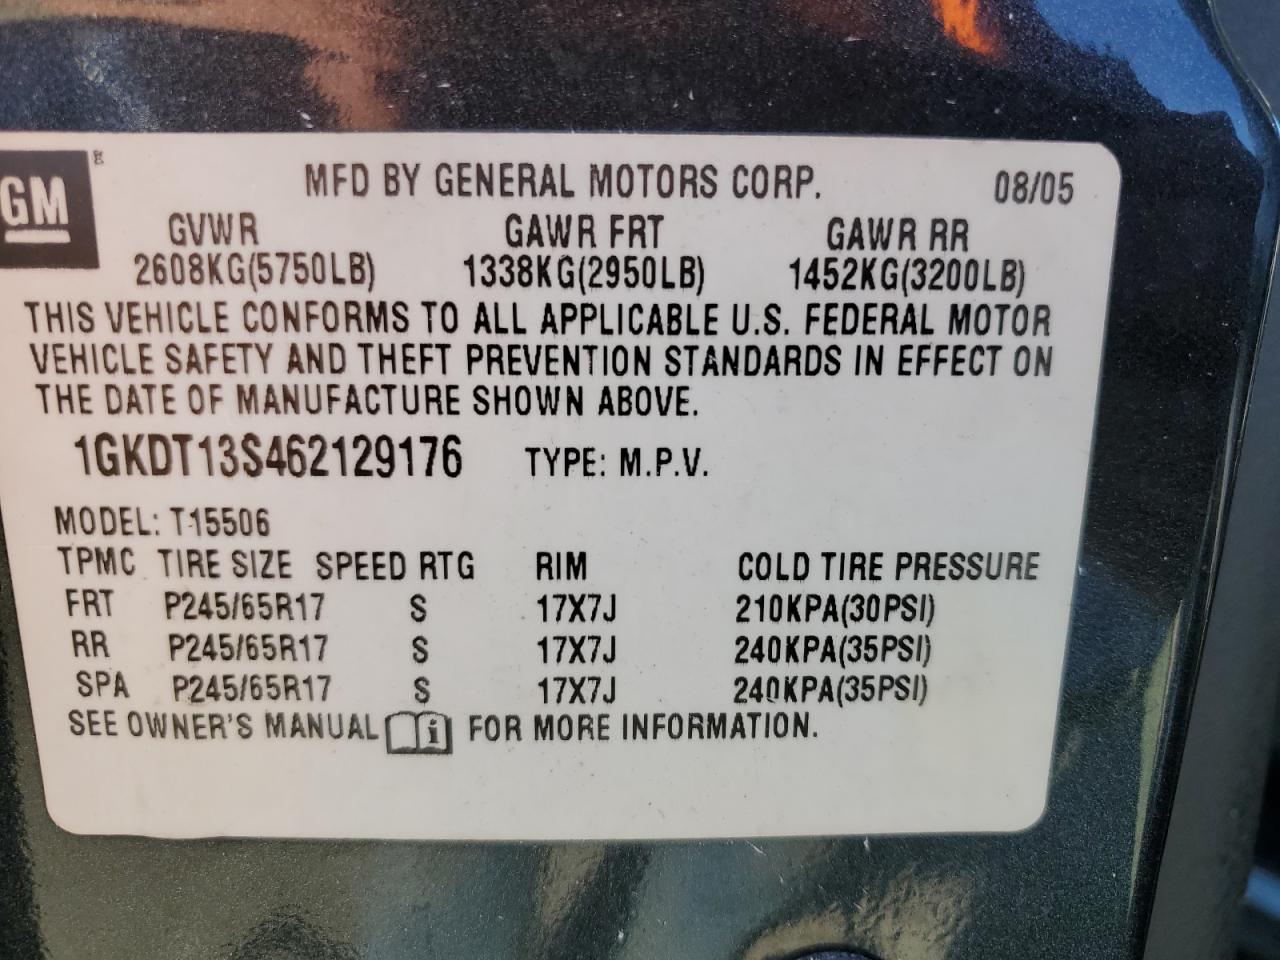 GM
MFD BY GENERAL MOTORS CORP. 08/05
GVWR GAWR FRT GAWR RR
2608KG(5750LB) 1338KG(2950LB) 1452KG(3200LB)
THIS VEHICLE CONFORMS TO ALL APPLICABLE U.S. FEDERAL MOTOR
VEHICLE SAFETY AND THEFT PREVENTION STANDARDS IN EFFECT ON
THE DATE OF MANUFACTURE SHOWN ABOVE.
1GKDT13S462129176 TYPE: M.P.V.
MODEL: T15506
TPMC TIRE SIZE SPEED RTG RIM COLD TIRE PRESSURE
FRT P245/65R17 S 17X7J 210KPA(30PSI)
RR P245/65R17 S 17X7J 240KPA(35PSI)
SPA P245/65R17 S 17X7J 240KPA(35PSI)
SEE OWNER'S MANUAL i FOR MORE INFORMATION.